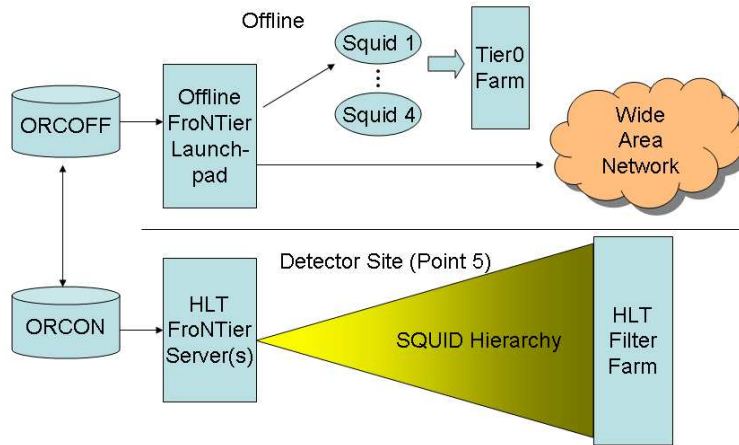 Offline
ORCOFF
Offline
FroNTier
Launch-
pad
Squid 1
Squid 4
Tier0
Farm
Wide
Area
Network
Detector Site (Point 5)
ORCON
HLT
FroNTier
Server(s)
SQUID Hierarchy
HLT
Filter
Farm